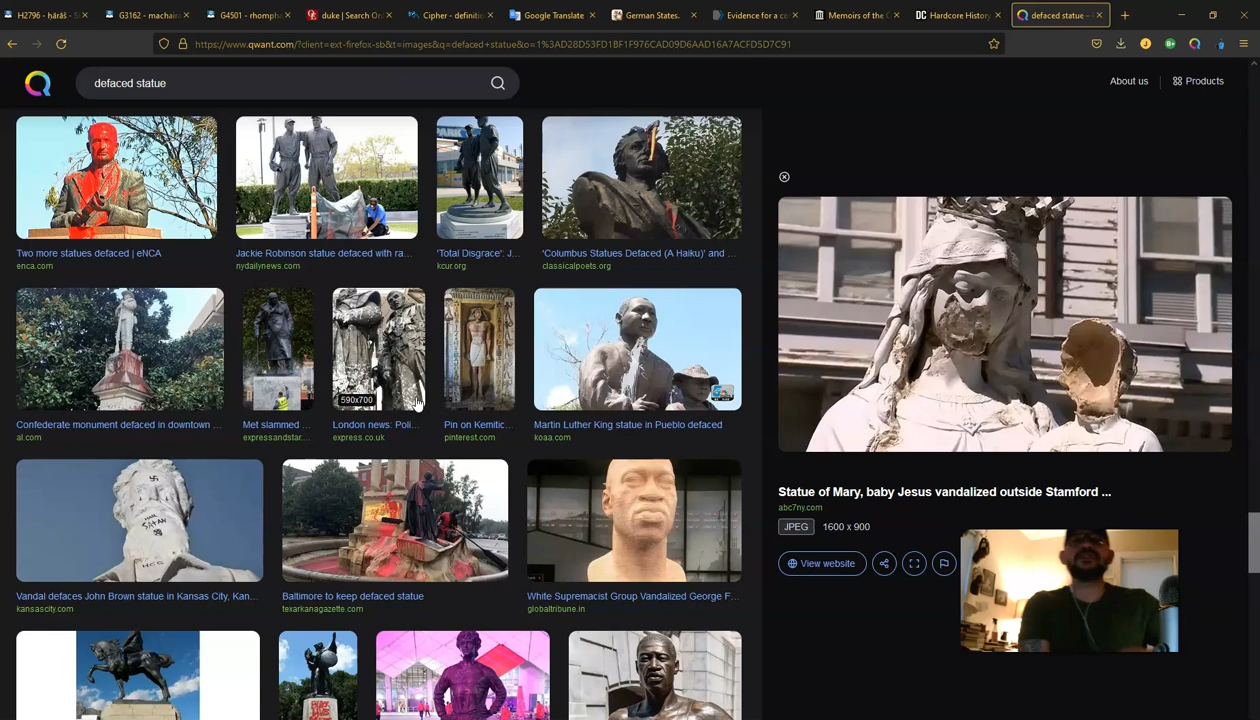 H2796 - ḥārāš - S
G3162 - machair
G4501 - rhomph
duke | Search On
Cipher - definiti
Google Translate
German States.
Evidence for a c
Memoirs of the C
Hardcore History
defaced statue –
https://www.qwant.com/?client=ext-firefox-sb&t=images&q=defaced+statue&o=1%3AD28D53FD1BF1F976CAD09D6AAD16A7ACFD5D7C91
defaced statue
About us
Products
Two more statues defaced | eNCA
enca.com
Jackie Robinson statue defaced with ra...
nydailynews.com
'Total Disgrace': J...
kcur.org
'Columbus Statues Defaced (A Haiku)' and ...
classicalpoets.org
PARK
590x700
Confederate monument defaced in downtown ...
al.com
Met slammed ...
expressandstar....
London news: Poli...
express.co.uk
Pin on Kemitic...
pinterest.com
Martin Luther King statue in Pueblo defaced
koaa.com
HAIL
SATAN
Vandal defaces John Brown statue in Kansas City, Kan...
kansascity.com
Baltimore to keep defaced statue
texarkanagazette.com
White Supremacist Group Vandalized George F...
globaltribune.in
Statue of Mary, baby Jesus vandalized outside Stamford ...
abc7ny.com
JPEG
1600 x 900
View website